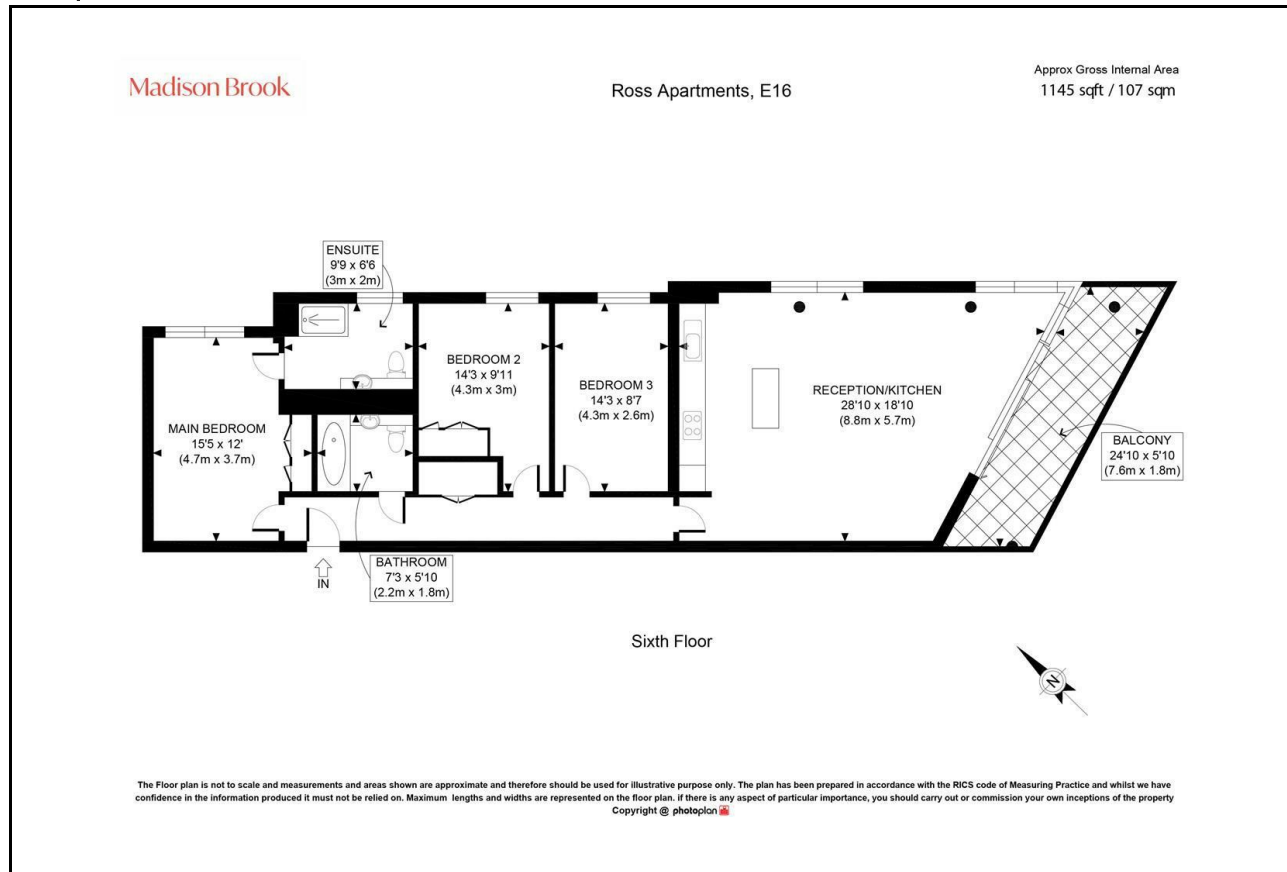 Madison Brook
Ross Apartments, E16
Approx Gross Internal Area
1145 sqft / 107 sqm
ENSUITE
9'9 x 6'6
(3m x 2m)
BEDROOM 2
14'3 x 9'11
(4.3m x 3m)
BEDROOM 3
14'3 x 8'7
(4.3m x 2.6m)
RECEPTION/KITCHEN
28'10 x 18'10
(8.8m x 5.7m)
MAIN BEDROOM
15'5 x 12'
(4.7m x 3.7m)
BALCONY
24'10 x 5'10
(7.6m x 1.8m)
BATHROOM
7'3 x 5'10
(2.2m x 1.8m)
IN
Sixth Floor
N
The Floor plan is not to scale and measurements and areas shown are approximate and therefore should be used for illustrative purpose only. The plan has been prepared in accordance with the RICS code of Measuring Practice and whilst we have
confidence in the information produced it must not be relied on. Maximum lengths and widths are represented on the floor plan. if there is any aspect of particular importance, you should carry out or commission your own inceptions of the property
Copyright @ photoplan